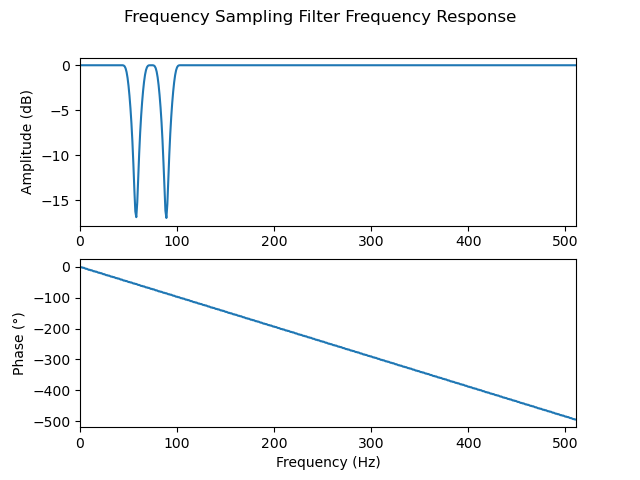 Frequency Sampling Filter Frequency Response
Amplitude (dB)
0
−5
−10
−15
0 100 200 300 400 500
Phase (°)
0
−100
−200
−300
−400
−500
0 100 200 300 400 500
Frequency (Hz)